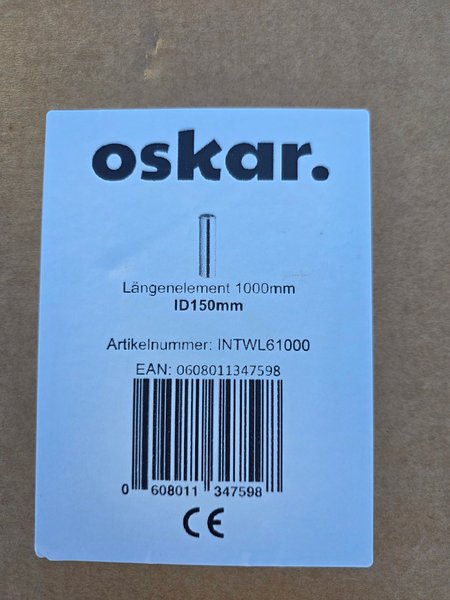 oskar.
Längenelement 1000mm
ID150mm
Artikelnummer: INTWL61000
EAN: 0608011347598
0 608011 347598
CE